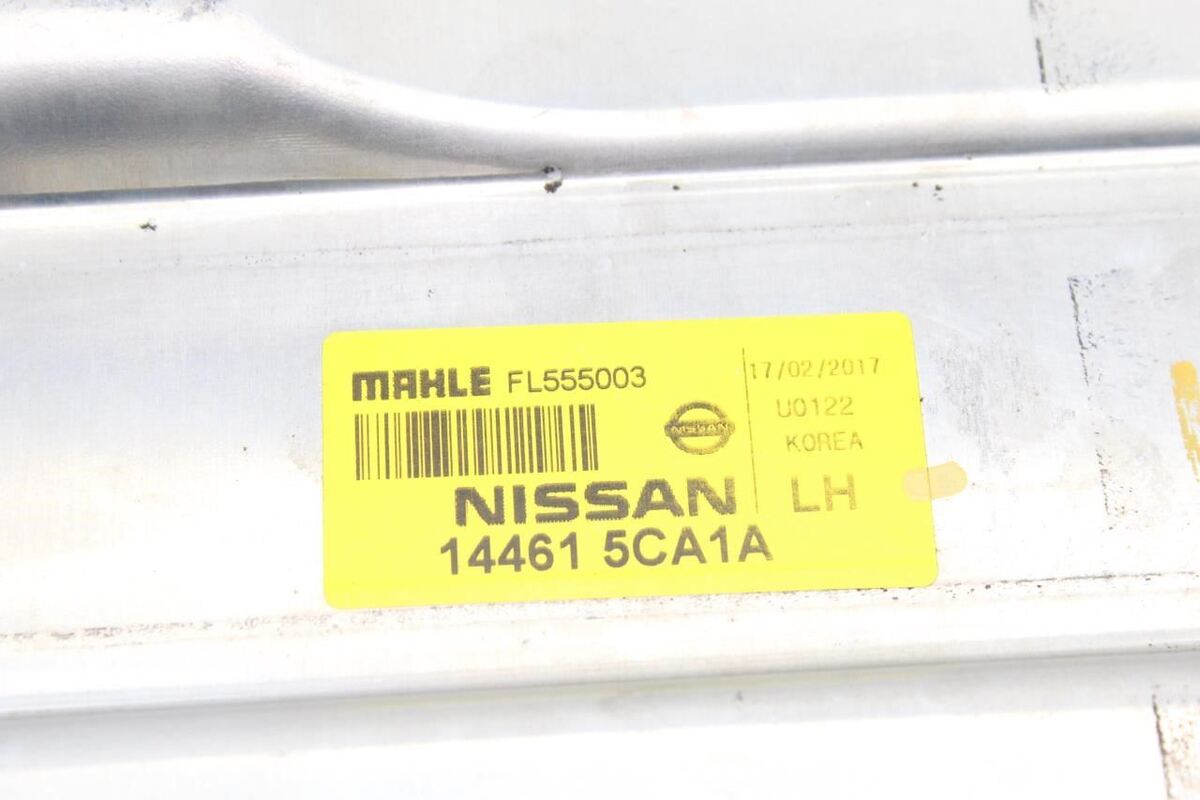 MAHLE FL555003
NISSAN
NISSAN
14461 5CA1A
17/02/2017
U0122
KOREA
LH